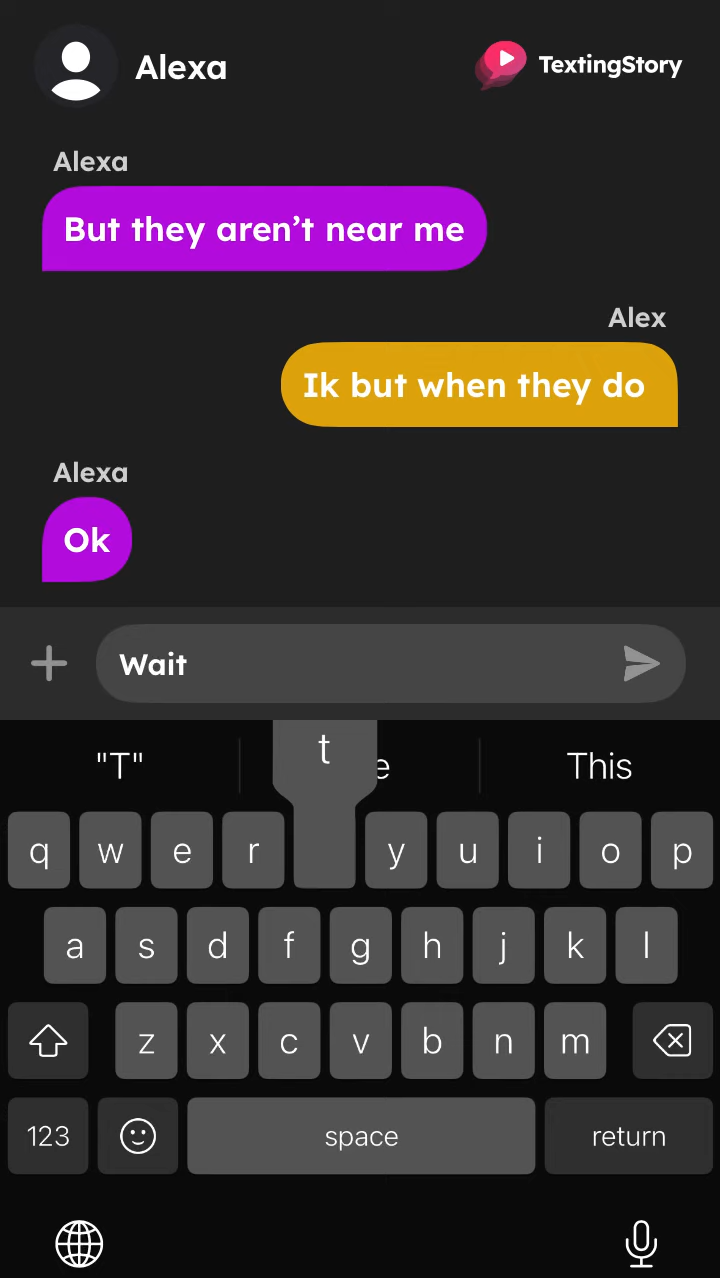 Alexa
TextingStory
Alexa
But they aren’t near me
Alex
Ik but when they do
Alexa
Ok
Wait
"T"
This
t
q w e r y u i o p
a s d f g h j k l
z x c v b n m
123 space return